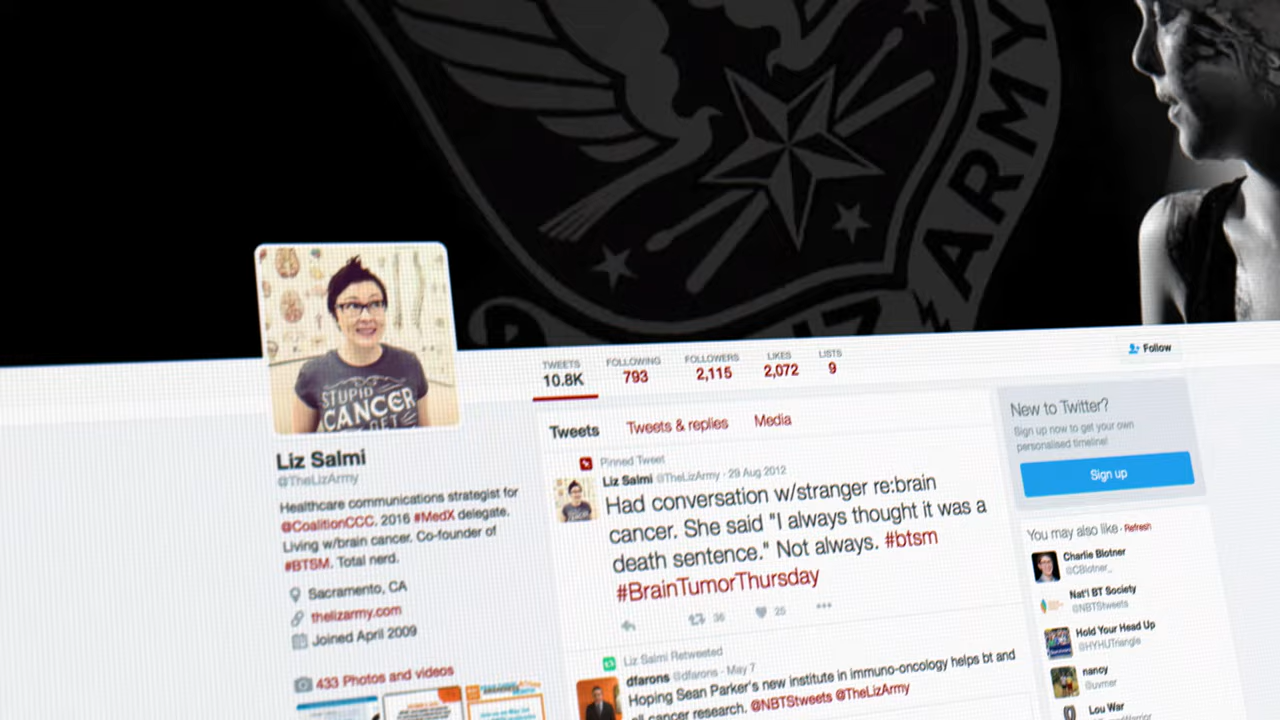 ARMY
STUPID
CANCER
TWEETS
10.8K
FOLLOWING
793
FOLLOWERS
2,115
LIKES
2,072
LISTS
9
Follow
Liz Salmi
@TheLizArmy
Healthcare communications strategist for
@CoalitionCCC. 2016 #MedX delegate.
Living w/brain cancer. Co-founder of
#BTSM. Total nerd.
Sacramento, CA
thelizarmy.com
Joined April 2009
433 Photos and videos
Tweets
Tweets & replies
Media
Pinned Tweet
Liz Salmi @TheLizArmy · 29 Aug 2012
Had conversation w/stranger re:brain
cancer. She said "I always thought it was a
death sentence." Not always. #btsm
#BrainTumorThursday
36
25
Liz Salmi Retweeted
dfarons @dfarons · May 7
Hoping Sean Parker's new institute in immuno-oncology helps bt and
all cancer research. @NBTStweets @TheLizArmy
New to Twitter?
Sign up now to get your own
personalised timeline!
Sign up
You may also like · Refresh
Charlie Blotner
@CBlotner_
Nat'l BT Society
@NBTStweets
Hold Your Head Up
@HYHUTriangle
nancy
@uvmer
Lou War